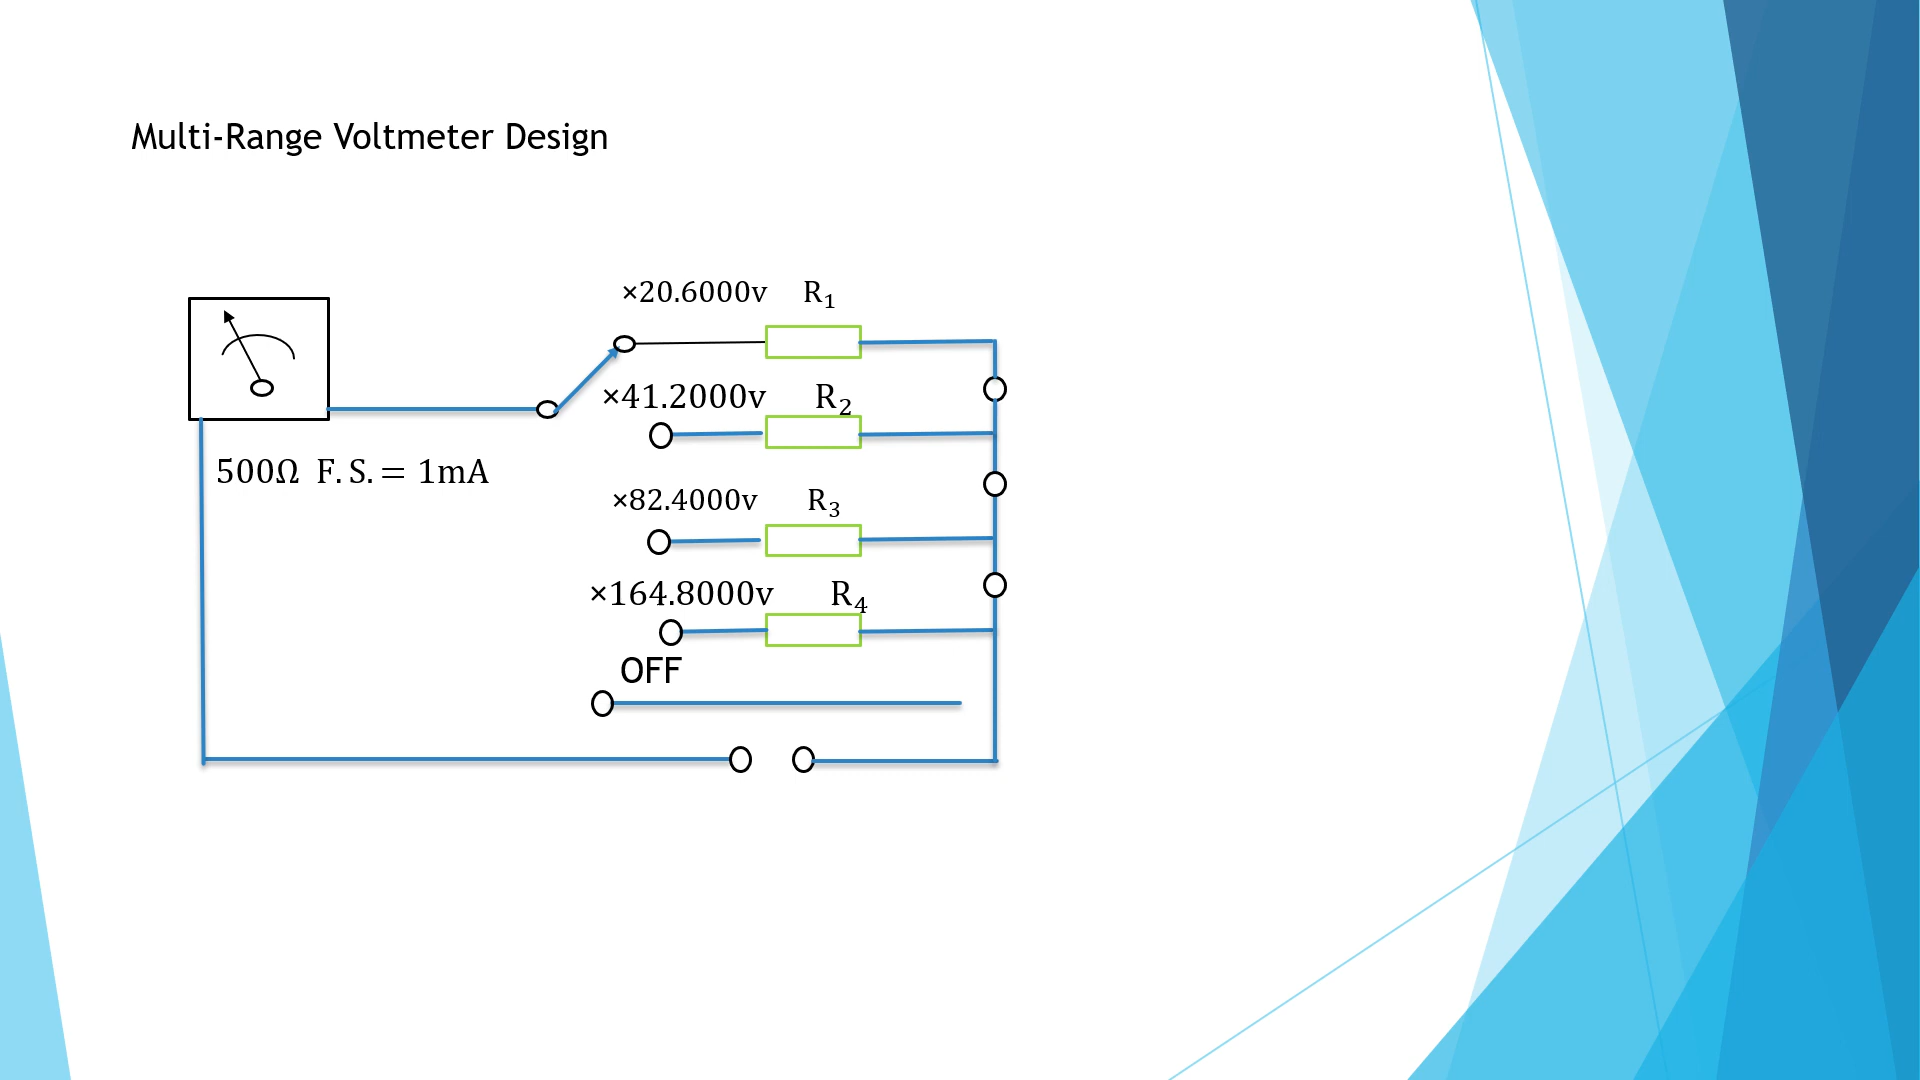 Multi-Range Voltmeter Design
×20.6000v R₁
×41.2000v R₂
500Ω F. S. = 1mA
×82.4000v R₃
×164.8000v R₄
OFF